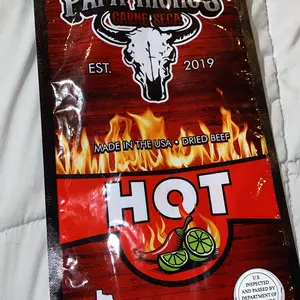 CARNE SECA
EST. 2019
MADE IN THE USA • DRIED BEEF
HOT
U.S.
INSPECTED
AND PASSED BY
DEPARTMENT OF